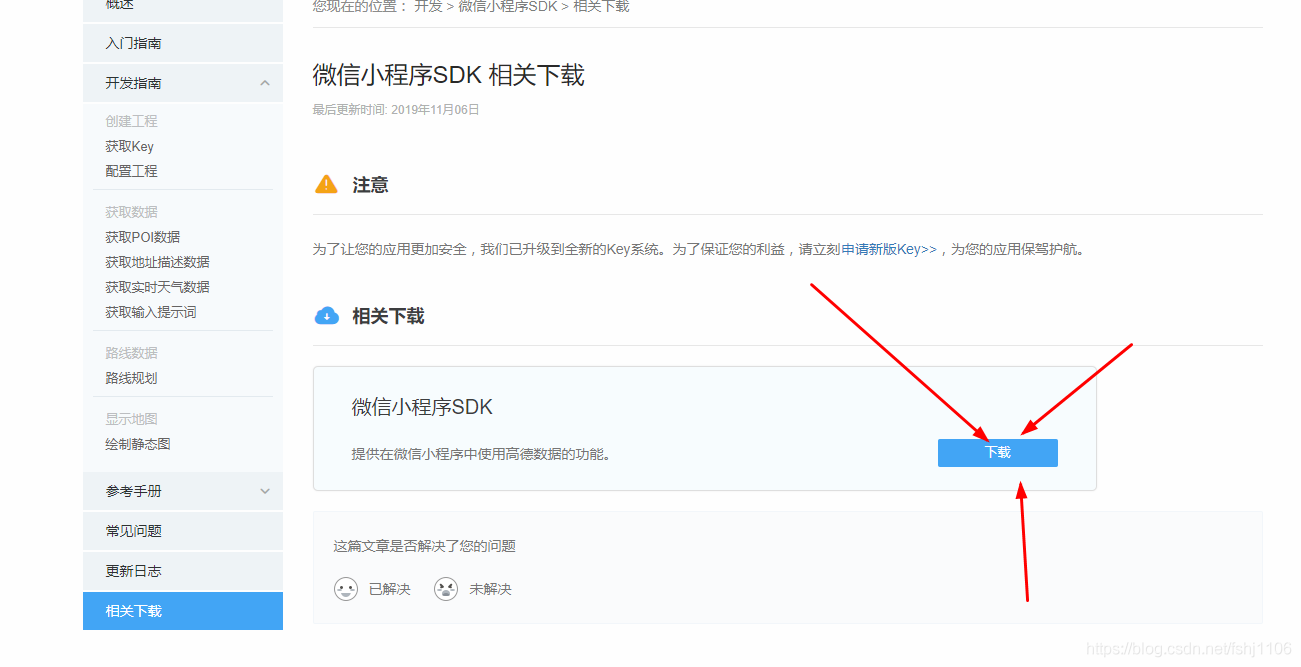 概述
入门指南
开发指南
创建工程
获取Key
配置工程
获取数据
获取POI数据
获取地址描述数据
获取实时天气数据
获取输入提示词
路线数据
路线规划
显示地图
绘制静态图
参考手册
常见问题
更新日志
相关下载
您现在的位置： 开发 > 微信小程序SDK > 相关下载
微信小程序SDK 相关下载
最后更新时间: 2019年11月06日
注意
为了让您的应用更加安全，我们已升级到全新的Key系统。为了保证您的利益，请立刻申请新版Key>>，为您的应用保驾护航。
相关下载
微信小程序SDK
提供在微信小程序中使用高德数据的功能。
下载
这篇文章是否解决了您的问题
已解决 未解决
https://blog.csdn.net/fshj1106